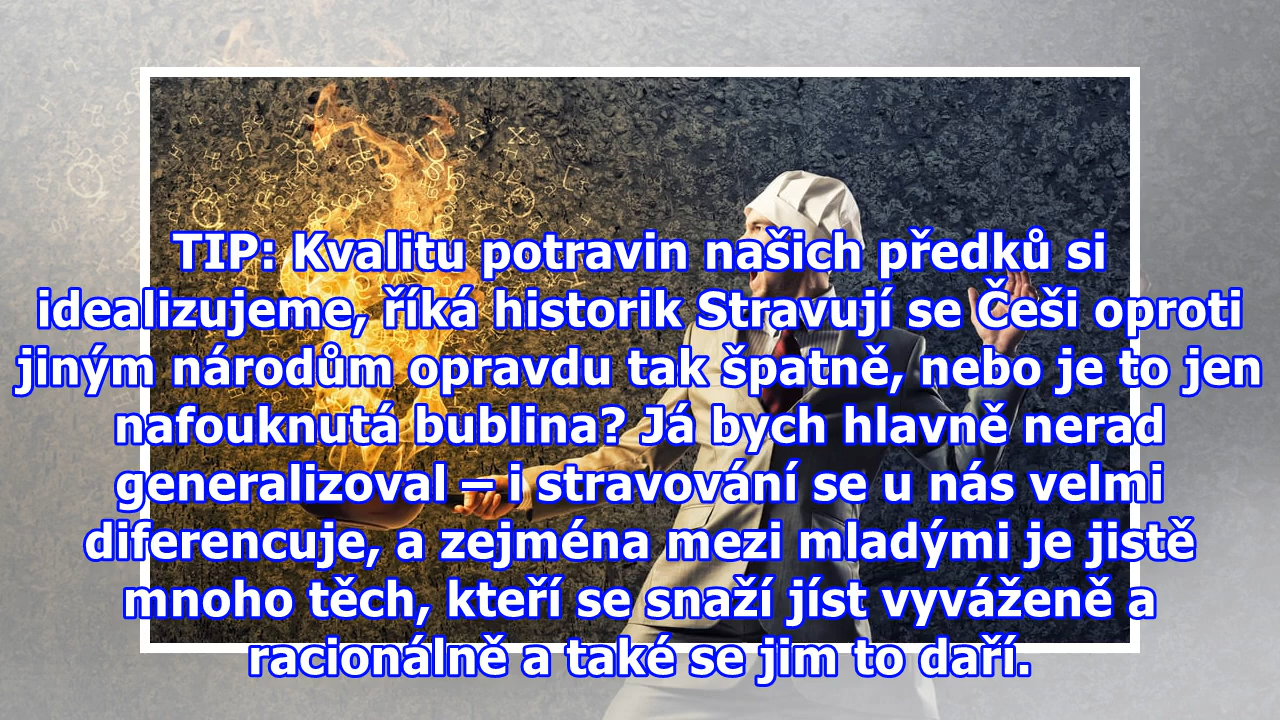 TIP: Kvalitu potravin našich předků si
idealizujeme, říká historik Stravují se Češi oproti
jiným národům opravdu tak špatně, nebo je to jen
nafouknutá bublina? Já bych hlavně nerad
generalizoval – i stravování se u nás velmi
diferencuje, a zejména mezi mladými je jistě
mnoho těch, kteří se snaží jíst vyváženě a
racionálně a také se jim to daří.